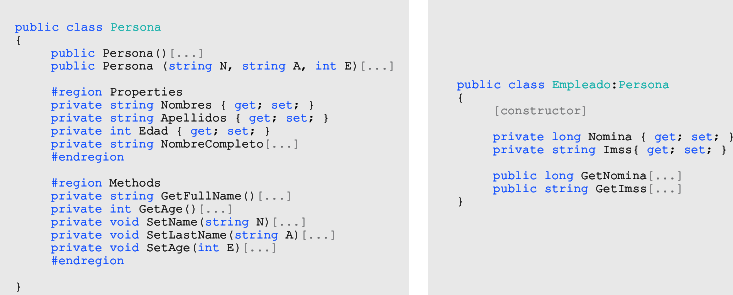 public class Persona
{
public Persona()[...]
public Persona (string N, string A, int E)[...]
#region Properties
private string Nombres { get; set; }
private string Apellidos { get; set; }
private int Edad { get; set; }
private string NombreCompleto[...]
#endregion
#region Methods
private string GetFullName()[...]
private int GetAge()[...]
private void SetName(string N)[...]
private void SetLastName(string A)[...]
private void SetAge(int E)[...]
#endregion
}
public class Empleado:Persona
{
[constructor]
private long Nomina { get; set; }
private string Imss{ get; set; }
public long GetNomina[...]
public string GetImss[...]
}